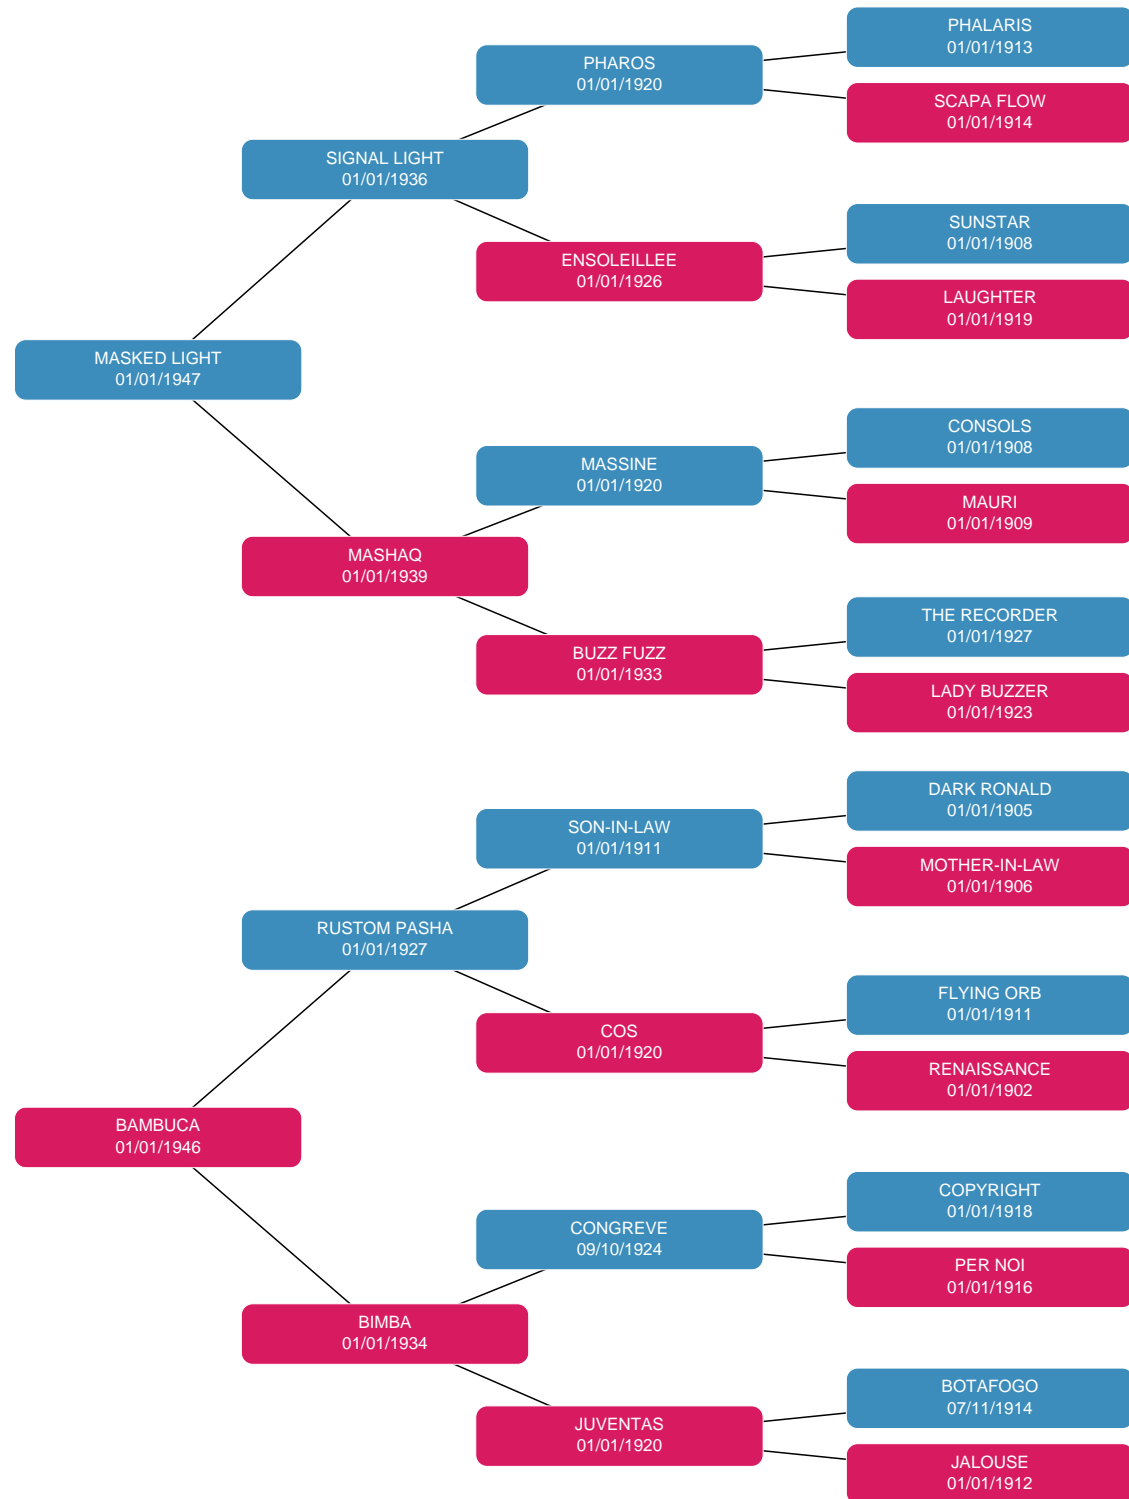 PHALARIS
01/01/1913
PHAROS
01/01/1920
SCAPA FLOW
01/01/1914
SIGNAL LIGHT
01/01/1936
SUNSTAR
01/01/1908
ENSOLEILLEE
01/01/1926
LAUGHTER
01/01/1919
MASKED LIGHT
01/01/1947
CONSOLS
01/01/1908
MASSINE
01/01/1920
MAURI
01/01/1909
MASHAQ
01/01/1939
THE RECORDER
01/01/1927
BUZZ FUZZ
01/01/1933
LADY BUZZER
01/01/1923
DARK RONALD
01/01/1905
SON-IN-LAW
01/01/1911
MOTHER-IN-LAW
01/01/1906
RUSTOM PASHA
01/01/1927
FLYING ORB
01/01/1911
COS
01/01/1920
RENAISSANCE
01/01/1902
BAMBUCA
01/01/1946
COPYRIGHT
01/01/1918
CONGREVE
09/10/1924
PER NOI
01/01/1916
BIMBA
01/01/1934
BOTAFOGO
07/11/1914
JUVENTAS
01/01/1920
JALOUSE
01/01/1912